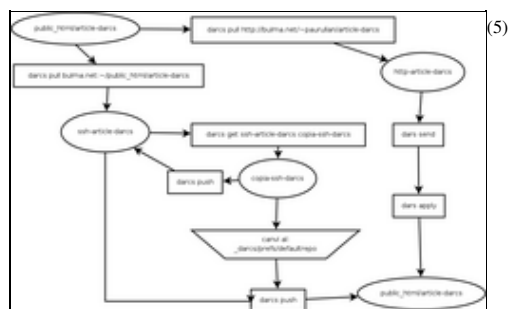 public_html/article-darcs
darcs pull http://bulma.net/~paurullan/article-darcs
(5)
darcs pull bulma.net:~/public_html/article-darcs
http-article-darcs
ssh-article-darcs
darcs get ssh-article-darcs copia-ssh-darcs
dars send
darcs push
copia-ssh-darcs
dars apply
canvi al
_darcs/prefs/defaultrepo
darcs push
public_html/article-darcs